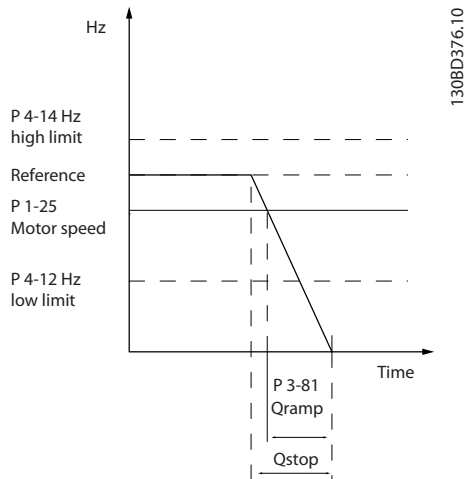 Hz
130BD376.10
P 4-14 Hz
high limit
Reference
P 1-25
Motor speed
P 4-12 Hz
low limit
Time
P 3-81
Qramp
Qstop